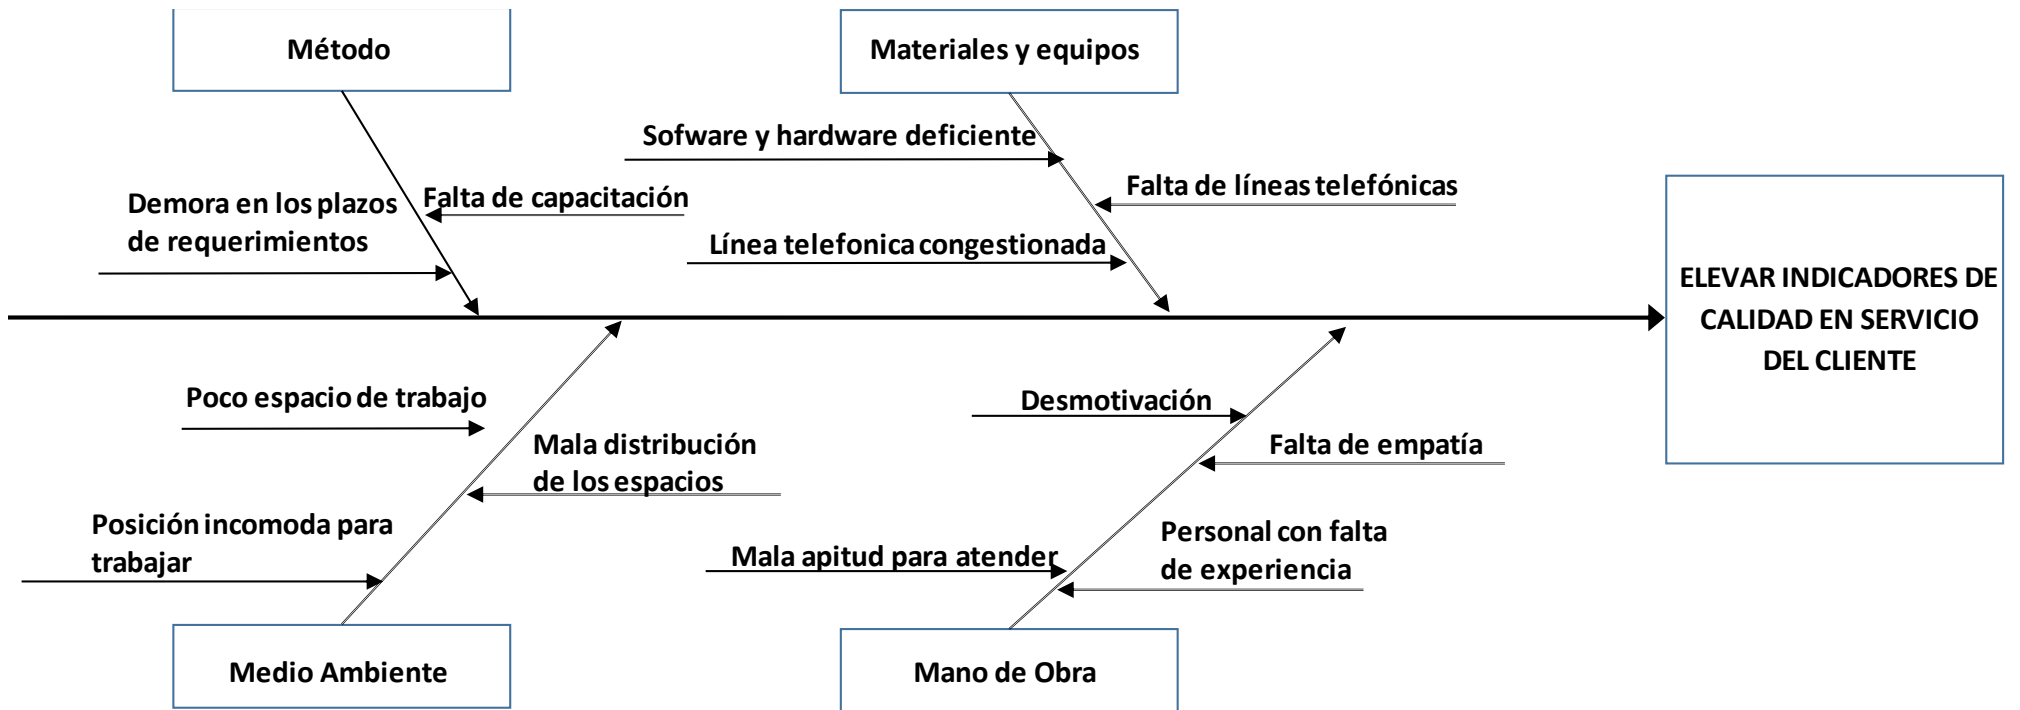 Método
Materiales y equipos
Sofware y hardware deficiente
Falta de líneas telefónicas
Demora en los plazos
de requerimientos
Falta de capacitación
Línea telefonica congestionada
ELEVAR INDICADORES DE
CALIDAD EN SERVICIO
DEL CLIENTE
Poco espacio de trabajo
Mala distribución
de los espacios
Desmotivación
Falta de empatía
Posición incomoda para
trabajar
Mala apitud para atender
Personal con falta
de experiencia
Medio Ambiente
Mano de Obra